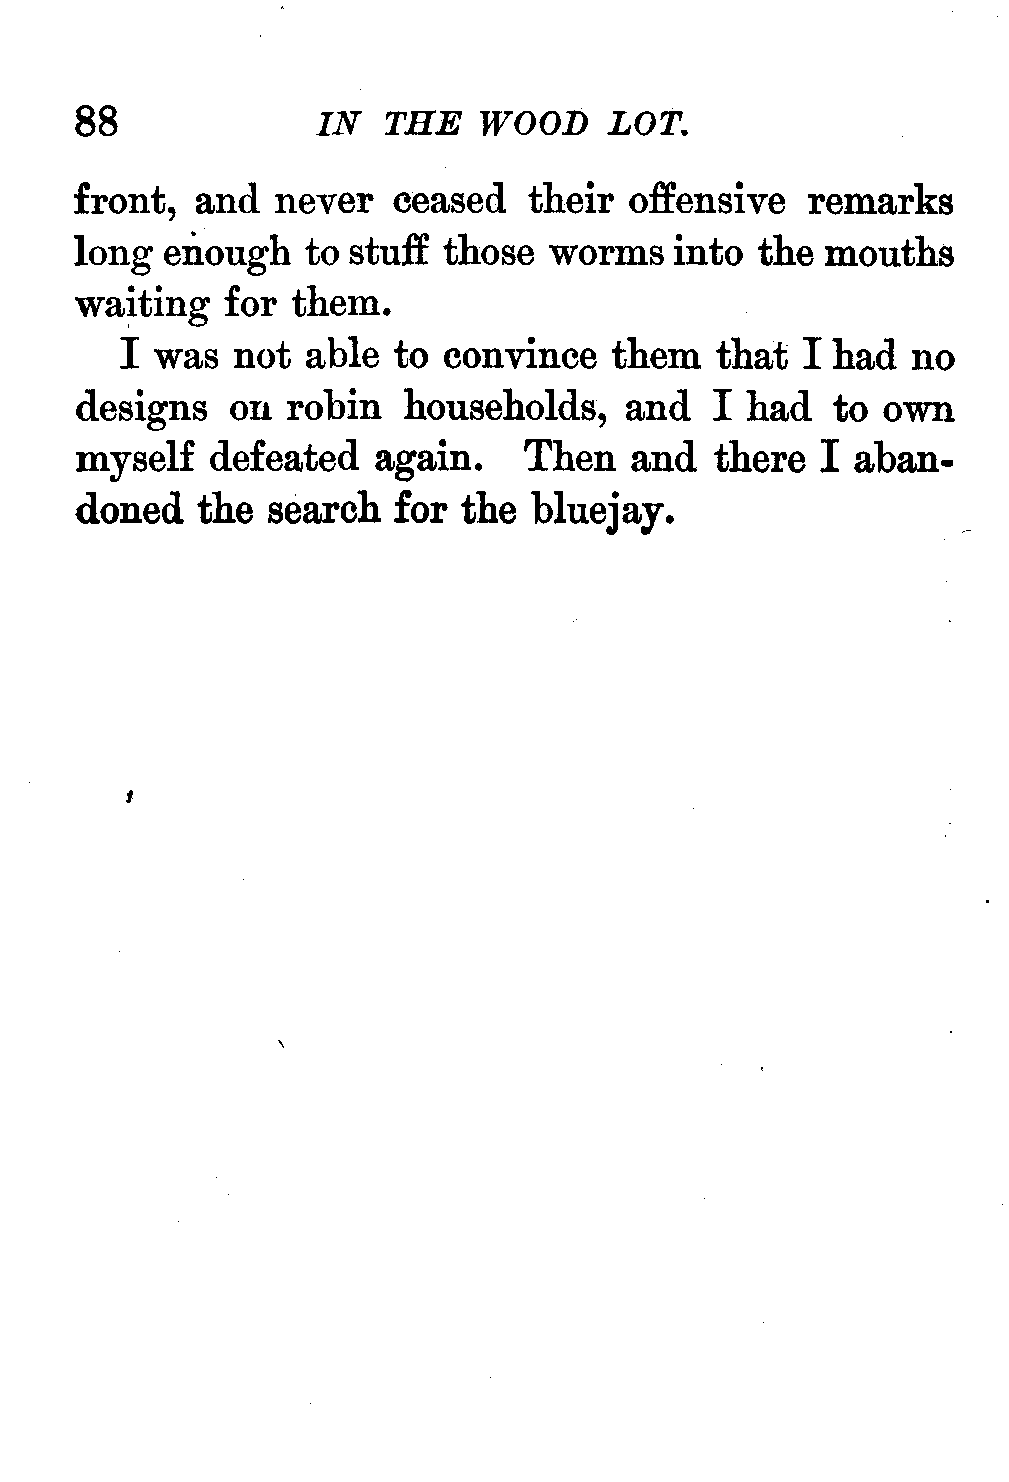 88 IN THE WOOD LOT.
front, and never ceased their offensive remarks
long enough to stuff those worms into the mouths
waiting for them.
I was not able to convince them that I had no
designs on robin households, and I had to own
myself defeated again. Then and there I aban-
doned the search for the bluejay.